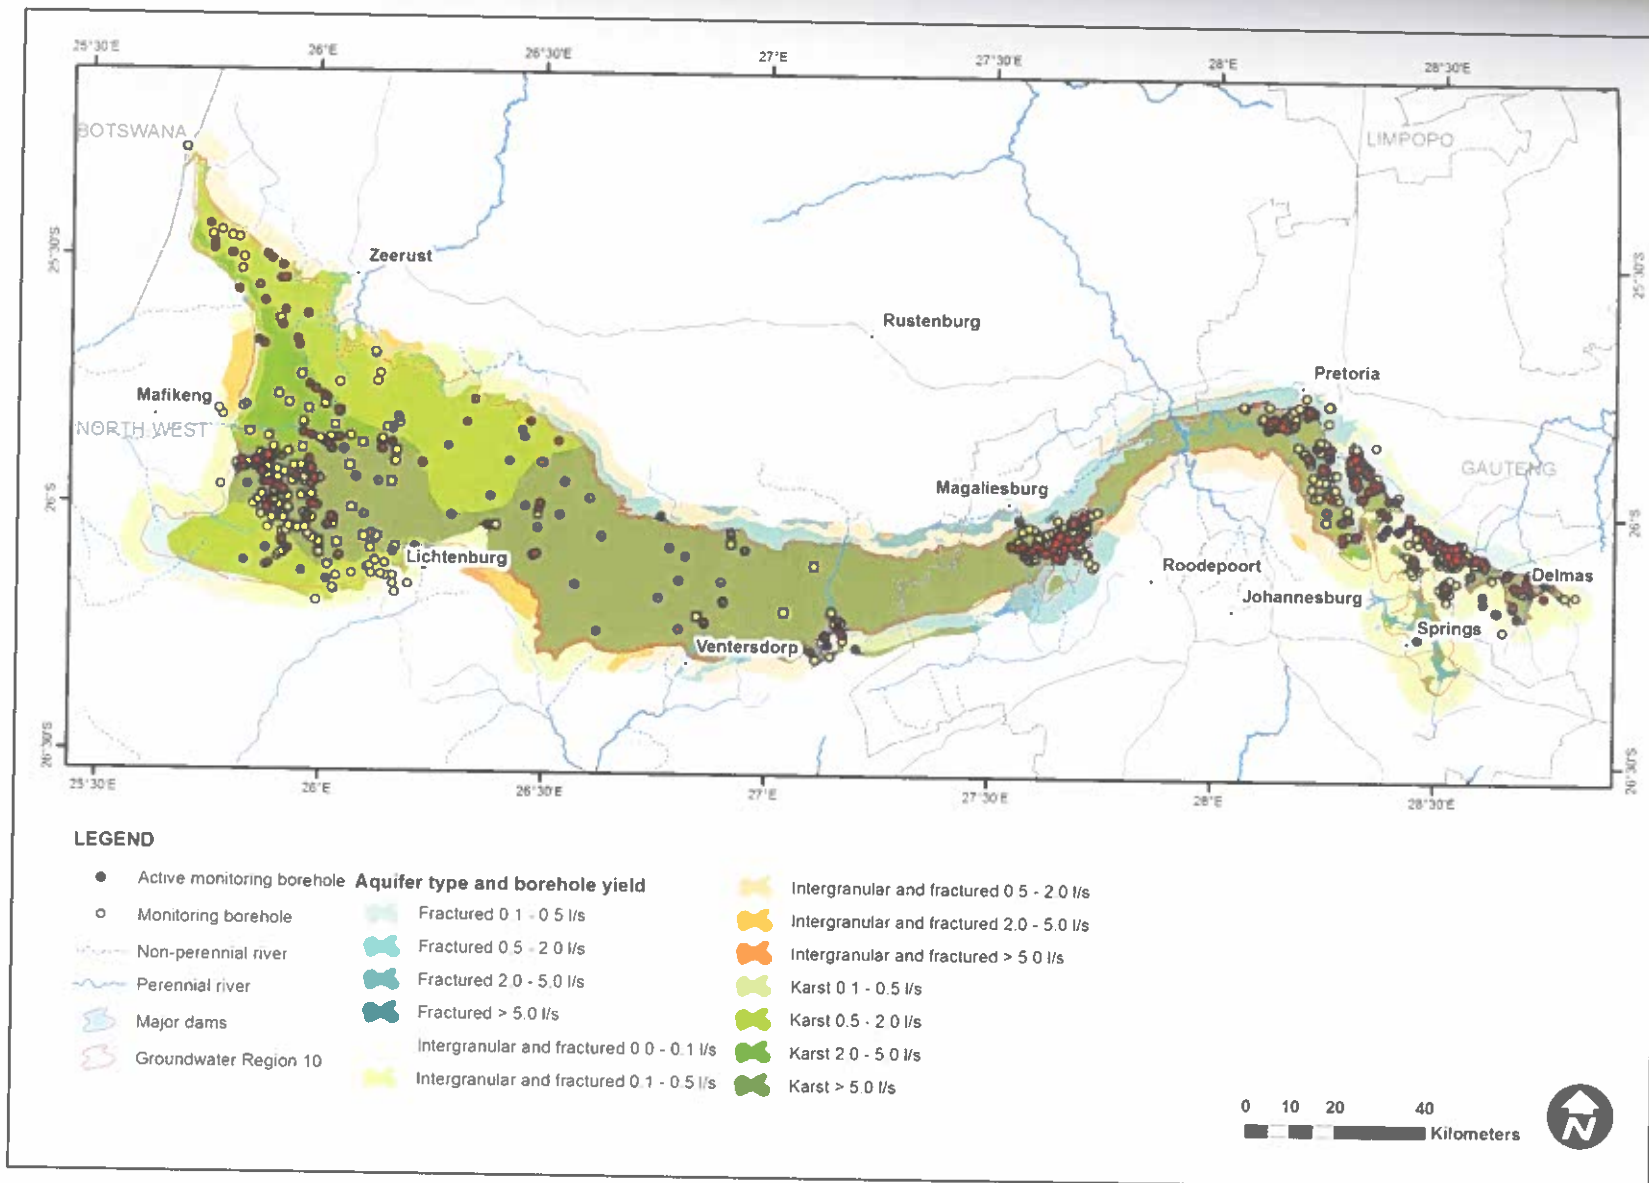 25°30'E 26°E 26°30'E 27°E 27°30'E 28°E 28°30'E
BOTSWANA
LIMPOPO
25°30'S
Zeerust
25°30'S
Rustenburg
Pretoria
Mafikeng
NORTH WEST
GAUTENG
Magaliesburg
26°S
26°S
Lichtenburg
Roodepoort
Delmas
Johannesburg
Springs
Ventersdorp
26°30'S
26°30'S
25°30'E 26°E 26°30'E 27°E 27°30'E 28°E 28°30'E
LEGEND
Active monitoring borehole
Monitoring borehole
Non-perennial river
Perennial river
Major dams
Groundwater Region 10
Aquifer type and borehole yield
Fractured 0.1 - 0.5 l/s
Fractured 0.5 - 2.0 l/s
Fractured 2.0 - 5.0 l/s
Fractured > 5.0 l/s
Intergranular and fractured 0.0 - 0.1 l/s
Intergranular and fractured 0.1 - 0.5 l/s
Intergranular and fractured 0.5 - 2.0 l/s
Intergranular and fractured 2.0 - 5.0 l/s
Intergranular and fractured > 5.0 l/s
Karst 0.1 - 0.5 l/s
Karst 0.5 - 2.0 l/s
Karst 2.0 - 5.0 l/s
Karst > 5.0 l/s
0 10 20 40
Kilometers
N